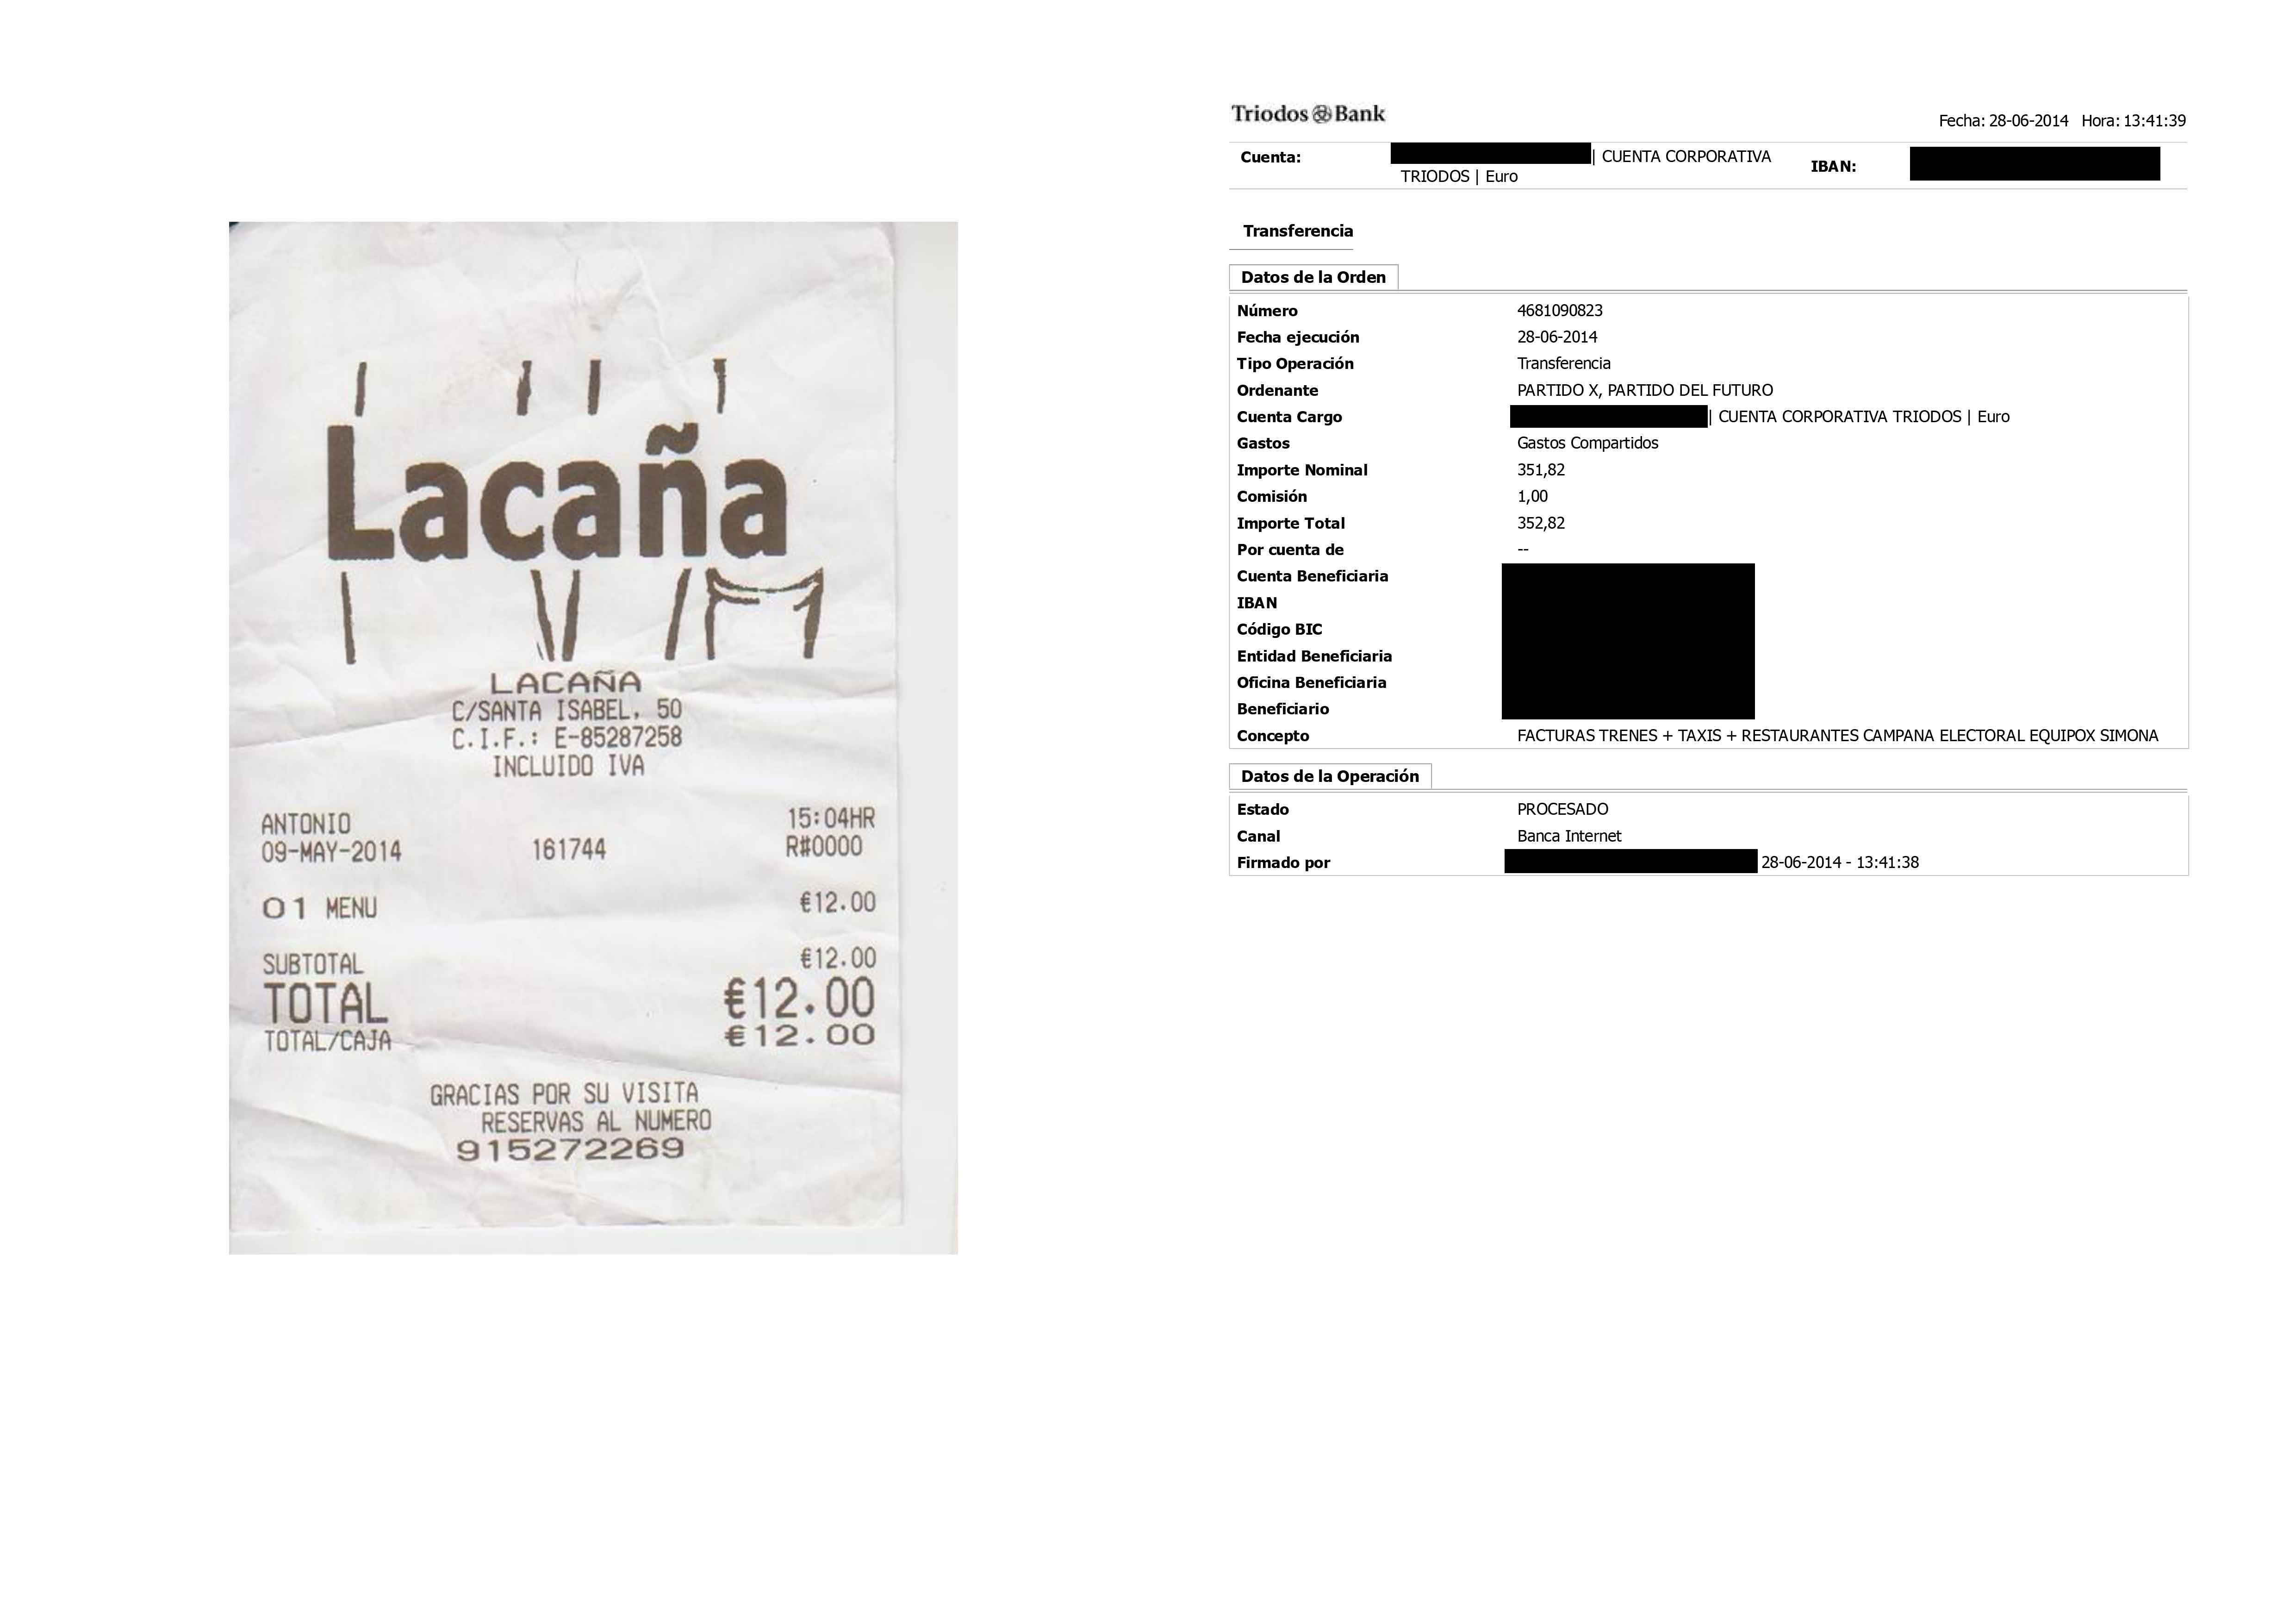 Lacaña
LACAÑA
C/SANTA ISABEL, 50
C.I.F.: E-85287258
INCLUIDO IVA
ANTONIO 15:04HR
09-MAY-2014 161744 R#0000
01 MENU €12.00
SUBTOTAL €12.00
TOTAL €12.00
TOTAL/CAJA €12.00
GRACIAS POR SU VISITA
RESERVAS AL NUMERO
915272269
Triodos Bank
Fecha: 28-06-2014 Hora: 13:41:39
Cuenta: | CUENTA CORPORATIVA
TRIODOS | Euro
IBAN:
Transferencia
Datos de la Orden
Número 4681090823
Fecha ejecución 28-06-2014
Tipo Operación Transferencia
Ordenante PARTIDO X, PARTIDO DEL FUTURO
Cuenta Cargo | CUENTA CORPORATIVA TRIODOS | Euro
Gastos Gastos Compartidos
Importe Nominal 351,82
Comisión 1,00
Importe Total 352,82
Por cuenta de --
Cuenta Beneficiaria
IBAN
Código BIC
Entidad Beneficiaria
Oficina Beneficiaria
Beneficiario
Concepto FACTURAS TRENES + TAXIS + RESTAURANTES CAMPANA ELECTORAL EQUIPOX SIMONA
Datos de la Operación
Estado PROCESADO
Canal Banca Internet
Firmado por 28-06-2014 - 13:41:38